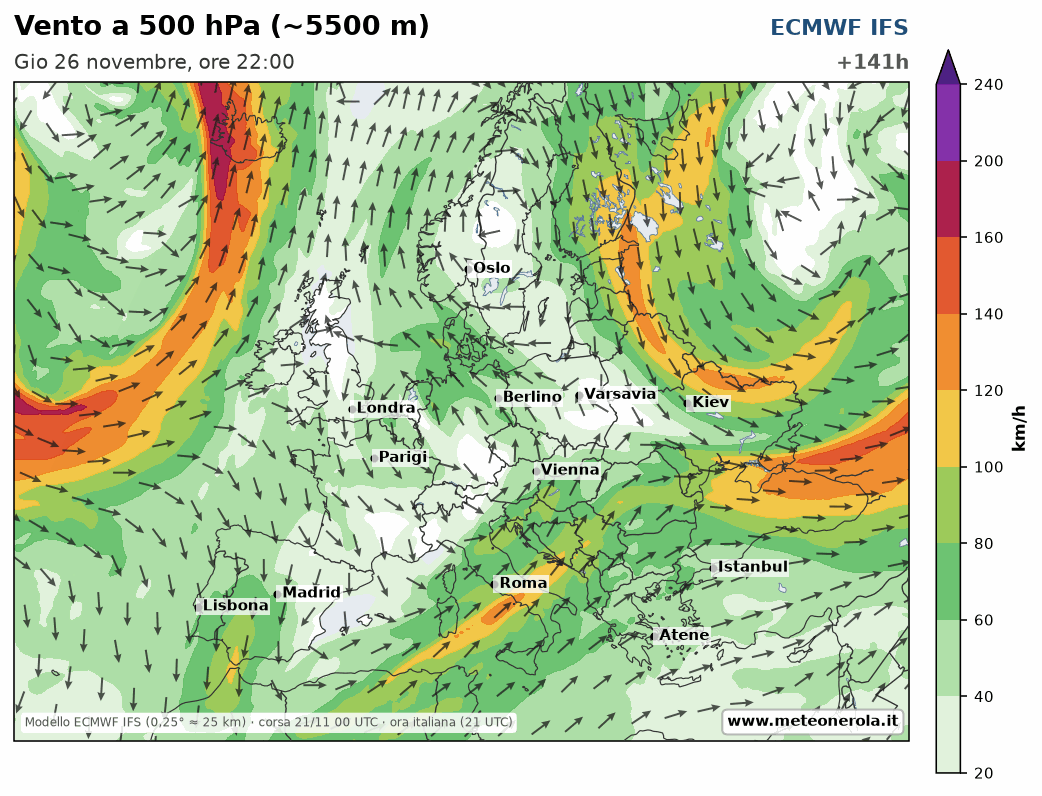 Vento a 500 hPa (~5500 m)
ECMWF IFS
Gio 26 novembre, ore 22:00
+141h
240
200
160
140
120
100
80
60
40
20
km/h
Oslo
Berlino
Varsavia
Kiev
Londra
Parigi
Vienna
Istanbul
Roma
Madrid
Lisbona
Atene
Modello ECMWF IFS (0,25° ≈ 25 km) · corsa 21/11 00 UTC · ora italiana (21 UTC)
www.meteonerola.it